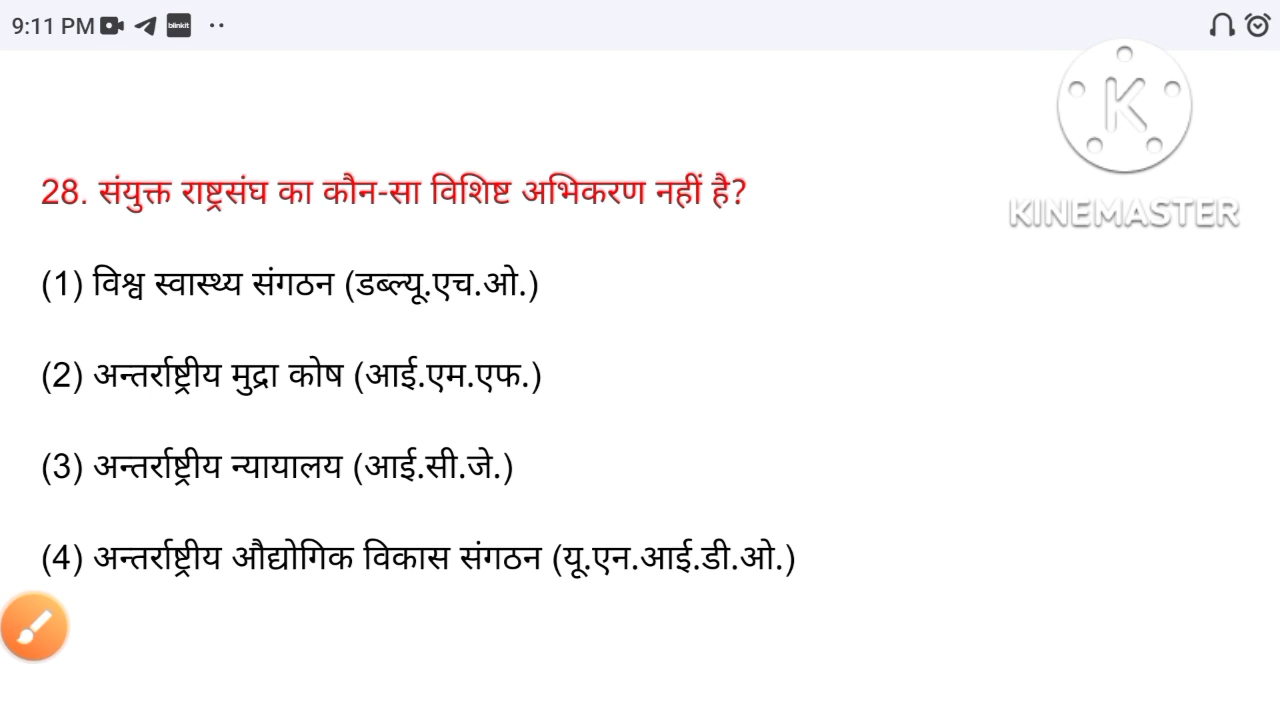 9:11 PM
blinkit
K
KINEMASTER
28. संयुक्त राष्ट्रसंघ का कौन-सा विशिष्ट अभिकरण नहीं है?
(1) विश्व स्वास्थ्य संगठन (डब्ल्यू.एच.ओ.)
(2) अन्तर्राष्ट्रीय मुद्रा कोष (आई.एम.एफ.)
(3) अन्तर्राष्ट्रीय न्यायालय (आई.सी.जे.)
(4) अन्तर्राष्ट्रीय औद्योगिक विकास संगठन (यू.एन.आई.डी.ओ.)